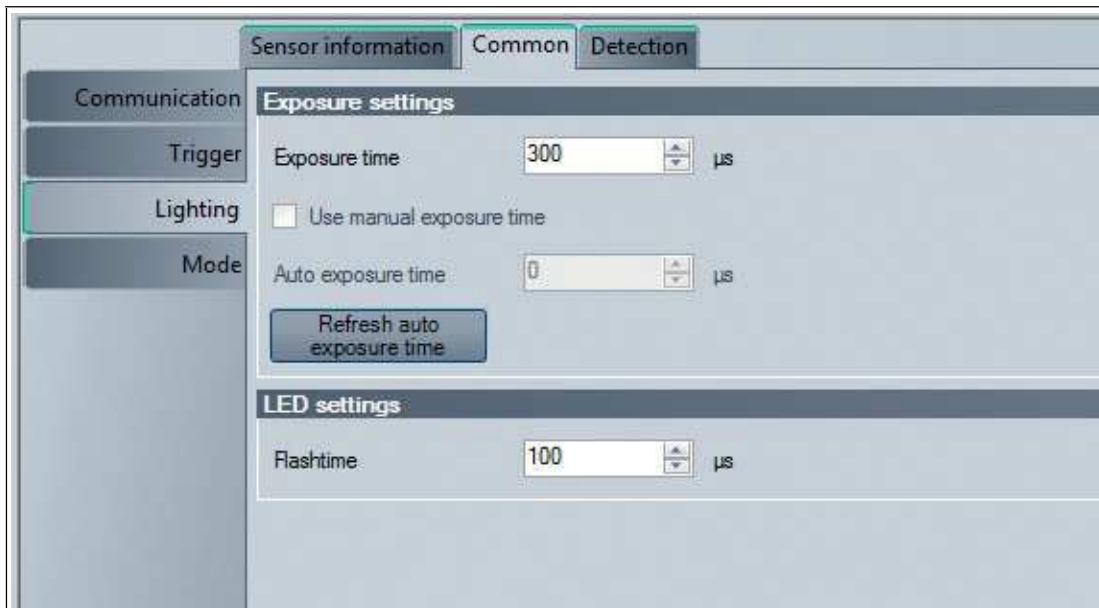 Sensor information Common Detection
Communication
Trigger
Lighting
Mode
Exposure settings
Exposure time 300 µs
Use manual exposure time
Auto exposure time 0 µs
Refresh auto
exposure time
LED settings
Flashtime 100 µs